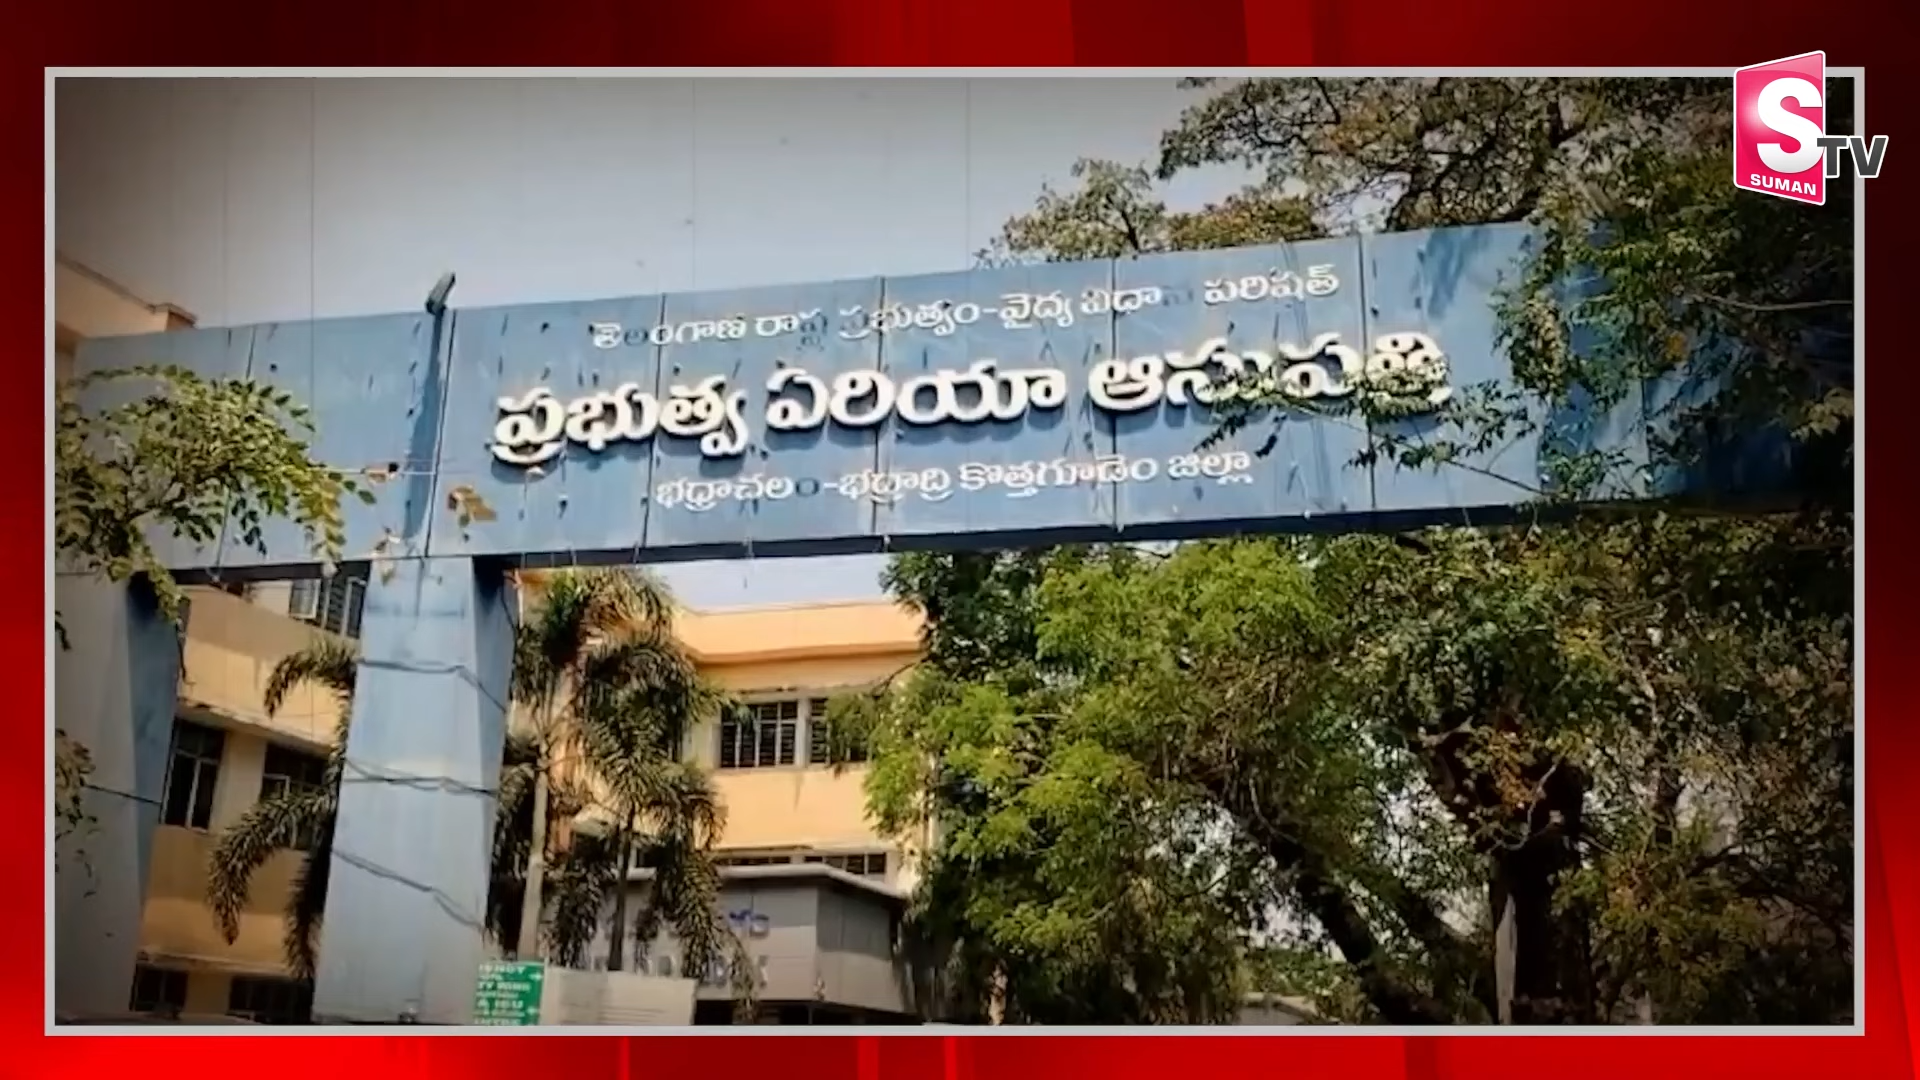 S
TV
SUMAN
తెలంగాణ రాష్ట్ర ప్రభుత్వం-వైద్య విధాన పరిషత్
ప్రభుత్వ ఏరియా ఆసుపత్రి
భద్రాచలం-భద్రాద్రి కొత్తగూడెం జిల్లా